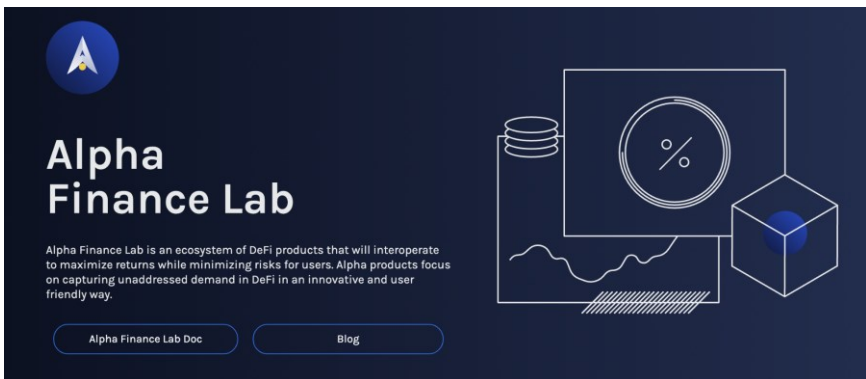 Alpha
Finance Lab
Alpha Finance Lab is an ecosystem of DeFi products that will interoperate
to maximize returns while minimizing risks for users. Alpha products focus
on capturing unaddressed demand in DeFi in an innovative and user
friendly way.
Alpha Finance Lab Doc
Blog
%